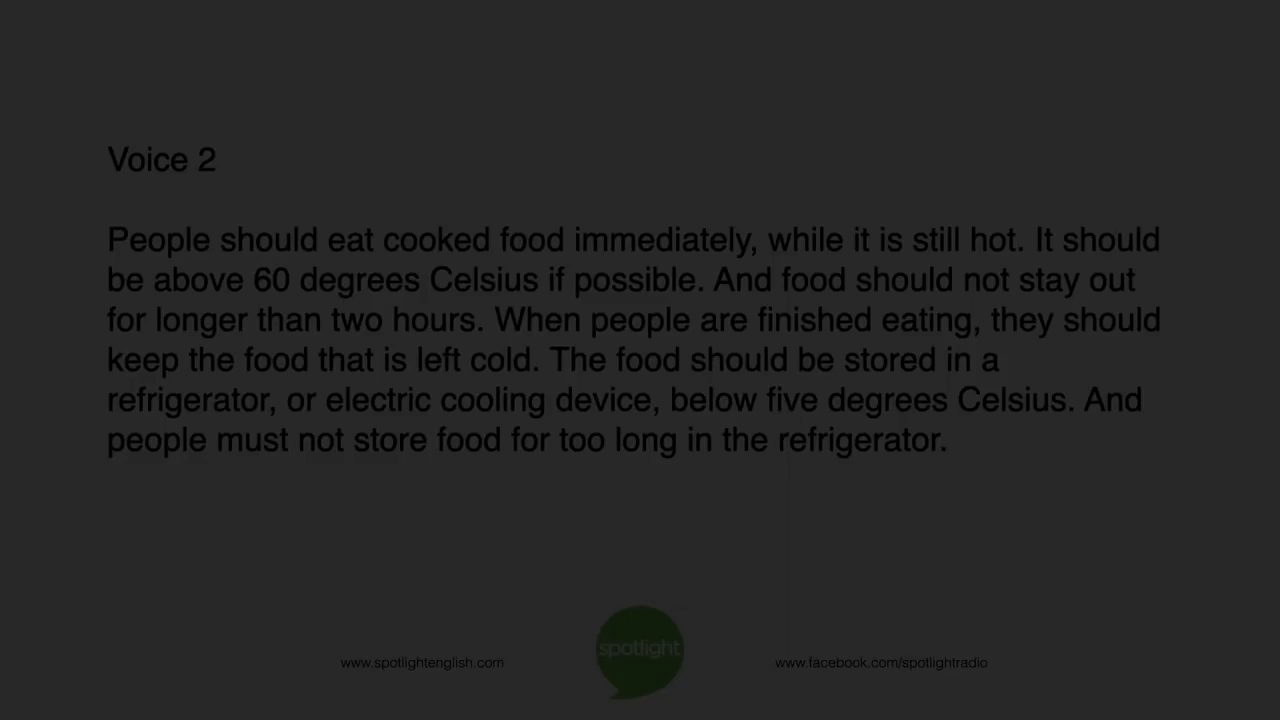 Voice 2
People should eat cooked food immediately, while it is still hot. It should
be above 60 degrees Celsius if possible. And food should not stay out
for longer than two hours. When people are finished eating, they should
keep the food that is left cold. The food should be stored in a
refrigerator, or electric cooling device, below five degrees Celsius. And
people must not store food for too long in the refrigerator.
spotlight
www.spotlightenglish.com
www.facebook.com/spotlightradio